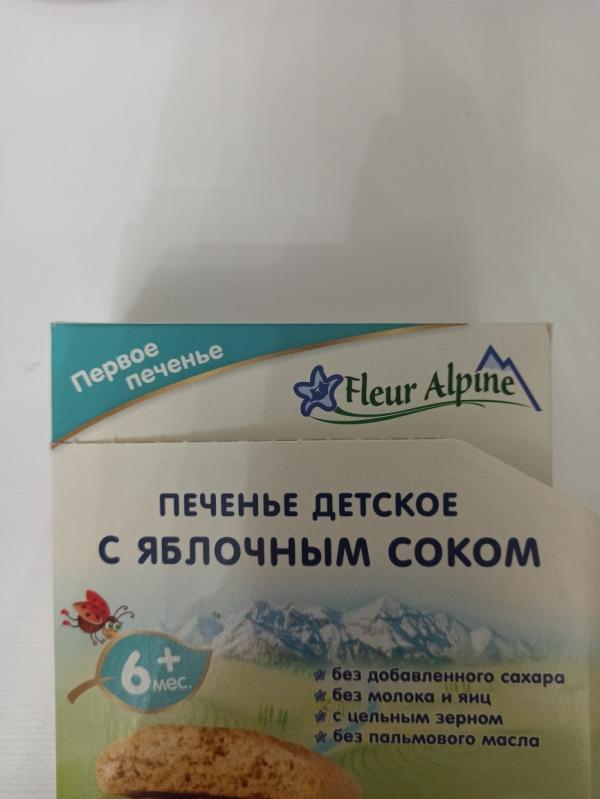 Первое
печенье
Fleur Alpine
ПЕЧЕНЬЕ ДЕТСКОЕ
С ЯБЛОЧНЫМ СОКОМ
6+
мес.
без добавленного сахара
без молока и яиц
с цельным зерном
без пальмового масла